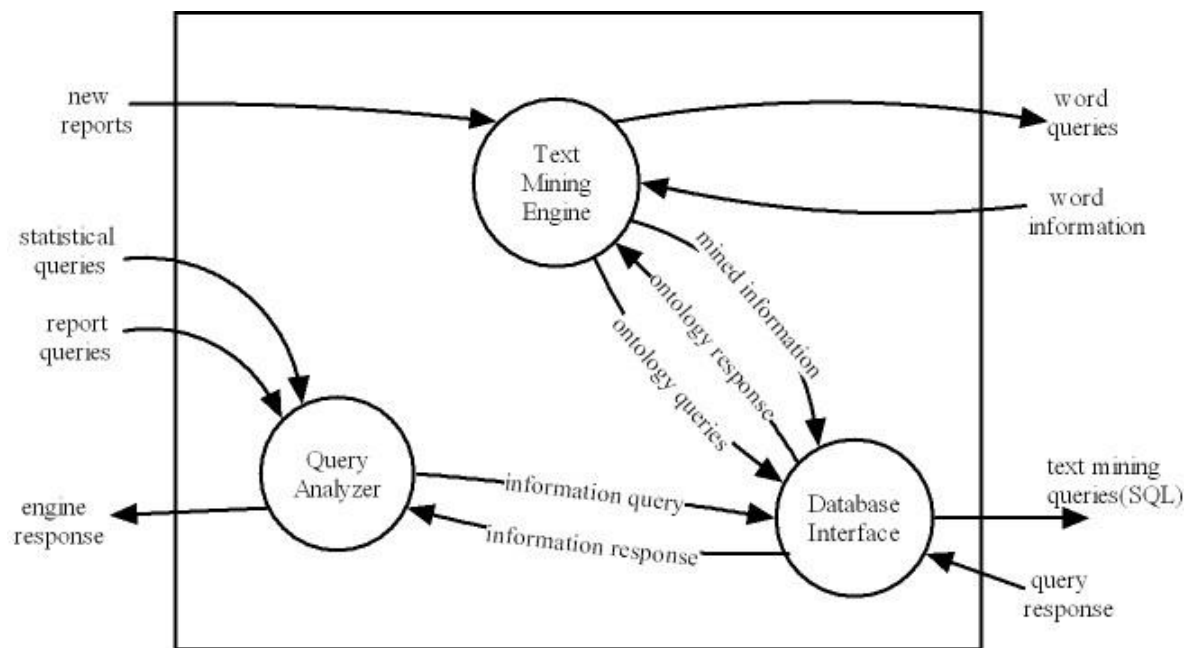 new
reports
word
queries
Text
Mining
Engine
word
information
statistical
queries
report
queries
mined information
ontology response
ontology queries
Query
Analyzer
information query
information response
Database
Interface
text mining
queries(SQL)
engine
response
query
response